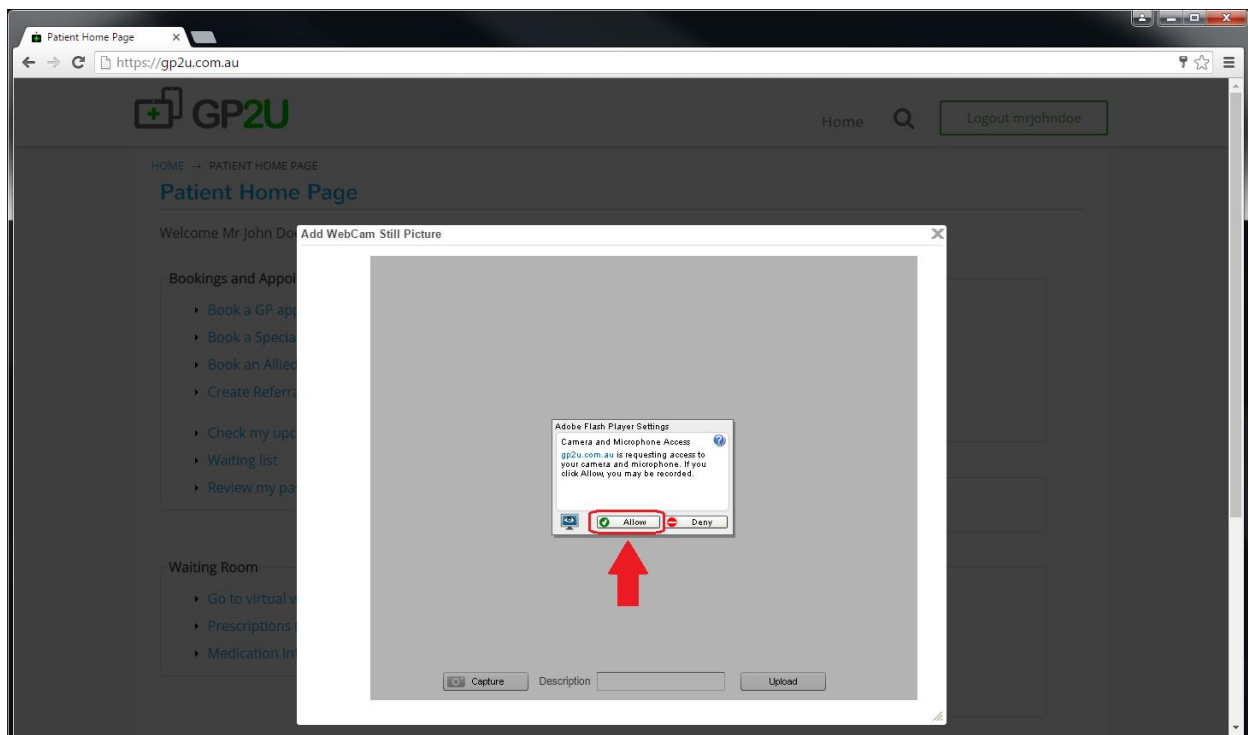 Patient Home Page
https://gp2u.com.au
GP2U
Home
Logout mrjohndoe
HOME → PATIENT HOME PAGE
Patient Home Page
Welcome Mr John Do
Add WebCam Still Picture
Bookings and Appoi
Book a GP app
Book a Specia
Book an Allied
Create Referra
Check my upc
Waiting list
Review my pa
Adobe Flash Player Settings
Camera and Microphone Access
gp2u.com.au is requesting access to
your camera and microphone. If you
click Allow, you may be recorded.
Allow
Deny
Waiting Room
Go to virtual w
Prescriptions
Medication In
Capture
Description
Upload